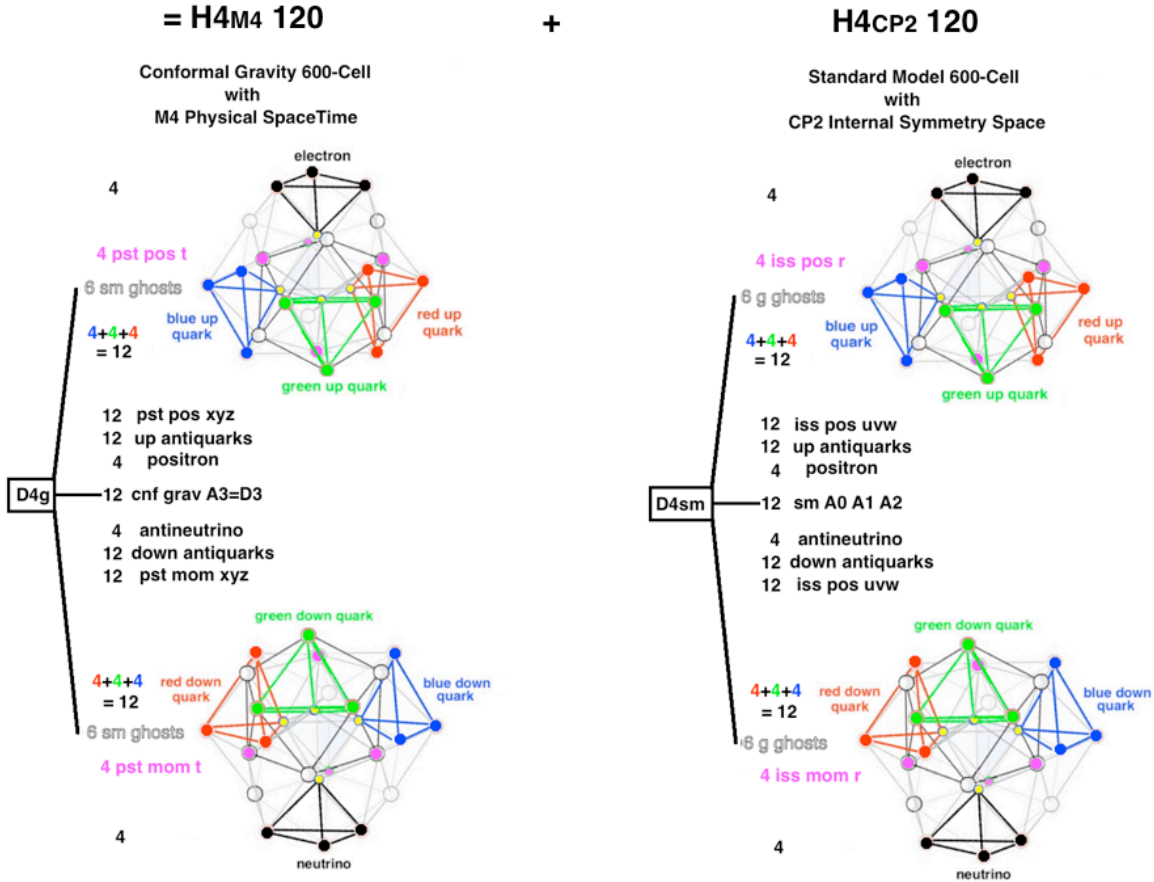 = H4M4 120
Conformal Gravity 600-Cell
with
M4 Physical SpaceTime
electron
4
4 pst pos t
6 sm ghosts
4+4+4
= 12
blue up
quark
red up
quark
green up quark
12 pst pos xyz
12 up antiquarks
4 positron
D4g
12 cnf grav A3=D3
4 antineutrino
12 down antiquarks
12 pst mom xyz
green down quark
4+4+4
= 12
red down
quark
blue down
quark
6 sm ghosts
4 pst mom t
4
neutrino
+
H4CP2 120
Standard Model 600-Cell
with
CP2 Internal Symmetry Space
electron
4
4 iss pos r
6 g ghosts
4+4+4
= 12
blue up
quark
red up
quark
green up quark
12 iss pos uvw
12 up antiquarks
4 positron
D4sm
12 sm A0 A1 A2
4 antineutrino
12 down antiquarks
12 iss pos uvw
green down quark
4+4+4
= 12
red down
quark
blue down
quark
6 g ghosts
4 iss mom r
4
neutrino